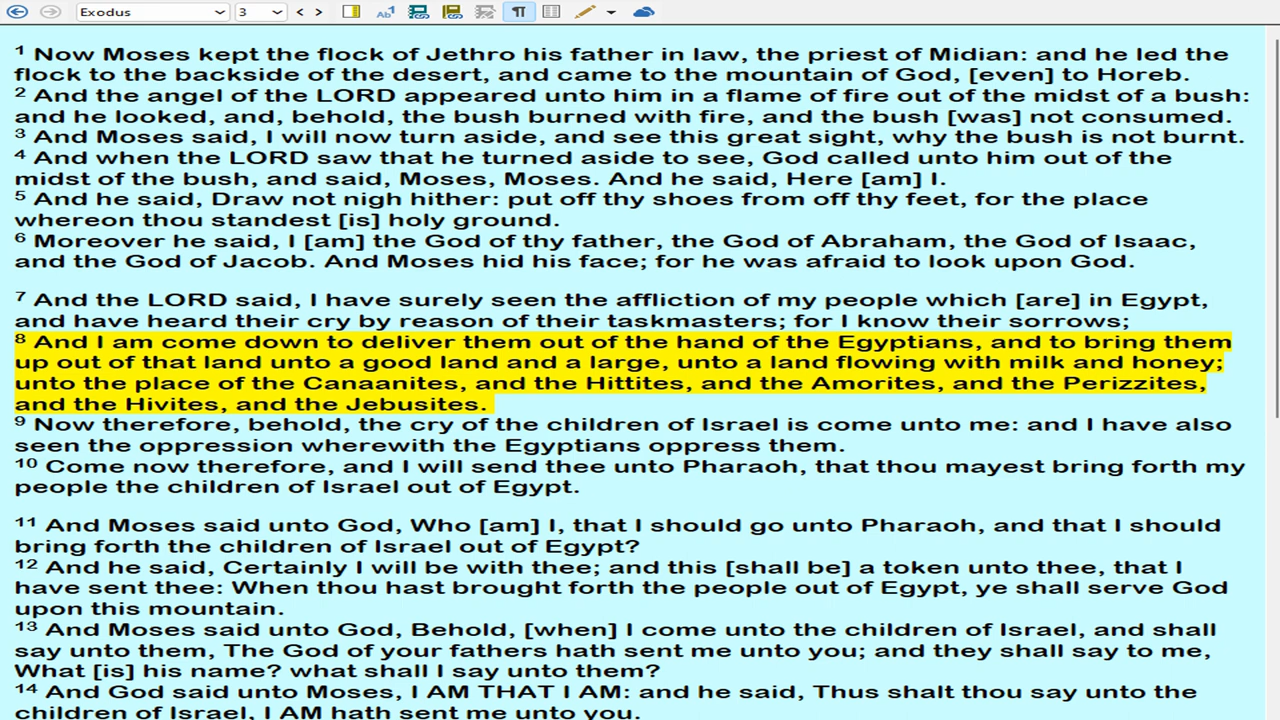 Exodus 3 < > Ab1 ¶
1 Now Moses kept the flock of Jethro his father in law, the priest of Midian: and he led the
flock to the backside of the desert, and came to the mountain of God, [even] to Horeb.
2 And the angel of the LORD appeared unto him in a flame of fire out of the midst of a bush:
and he looked, and, behold, the bush burned with fire, and the bush [was] not consumed.
3 And Moses said, I will now turn aside, and see this great sight, why the bush is not burnt.
4 And when the LORD saw that he turned aside to see, God called unto him out of the
midst of the bush, and said, Moses, Moses. And he said, Here [am] I.
5 And he said, Draw not nigh hither: put off thy shoes from off thy feet, for the place
whereon thou standest [is] holy ground.
6 Moreover he said, I [am] the God of thy father, the God of Abraham, the God of Isaac,
and the God of Jacob. And Moses hid his face; for he was afraid to look upon God.
7 And the LORD said, I have surely seen the affliction of my people which [are] in Egypt,
and have heard their cry by reason of their taskmasters; for I know their sorrows;
8 And I am come down to deliver them out of the hand of the Egyptians, and to bring them
up out of that land unto a good land and a large, unto a land flowing with milk and honey;
unto the place of the Canaanites, and the Hittites, and the Amorites, and the Perizzites,
and the Hivites, and the Jebusites.
9 Now therefore, behold, the cry of the children of Israel is come unto me: and I have also
seen the oppression wherewith the Egyptians oppress them.
10 Come now therefore, and I will send thee unto Pharaoh, that thou mayest bring forth my
people the children of Israel out of Egypt.
11 And Moses said unto God, Who [am] I, that I should go unto Pharaoh, and that I should
bring forth the children of Israel out of Egypt?
12 And he said, Certainly I will be with thee; and this [shall be] a token unto thee, that I
have sent thee: When thou hast brought forth the people out of Egypt, ye shall serve God
upon this mountain.
13 And Moses said unto God, Behold, [when] I come unto the children of Israel, and shall
say unto them, The God of your fathers hath sent me unto you; and they shall say to me,
What [is] his name? what shall I say unto them?
14 And God said unto Moses, I AM THAT I AM: and he said, Thus shalt thou say unto the
children of Israel, I AM hath sent me unto you.